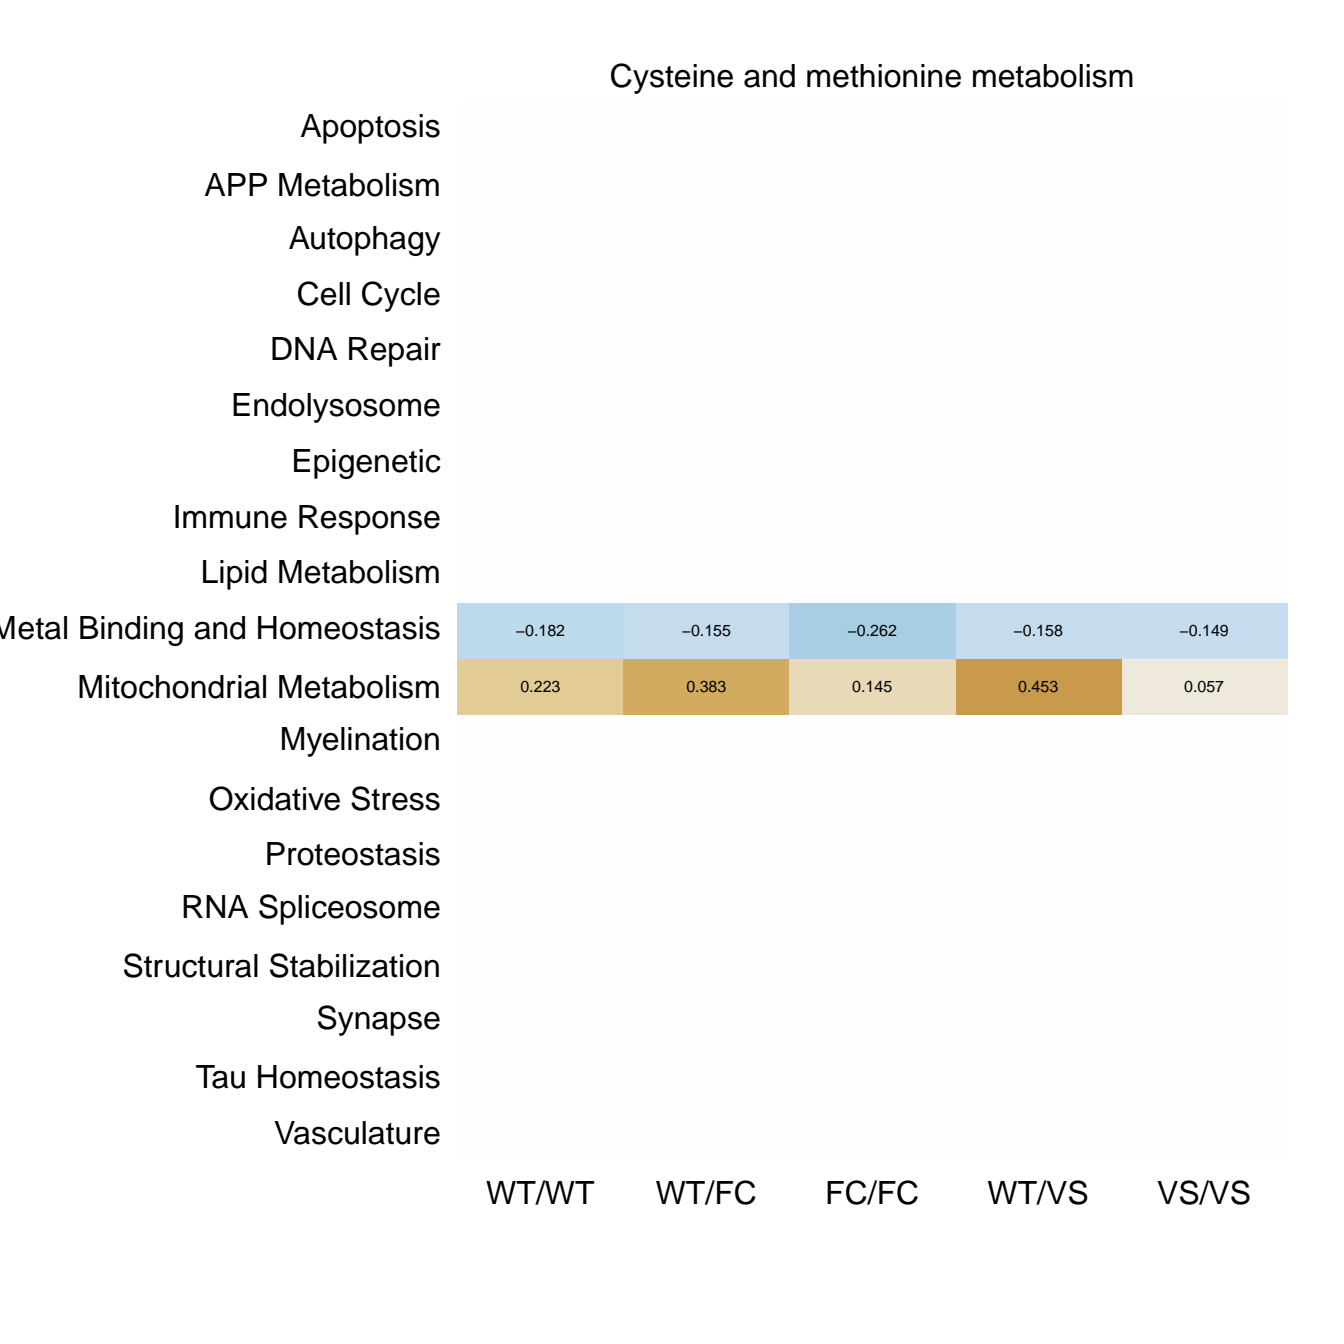 Cysteine and methionine metabolism
Apoptosis
APP Metabolism
Autophagy
Cell Cycle
DNA Repair
Endolysosome
Epigenetic
Immune Response
Lipid Metabolism
Metal Binding and Homeostasis −0.182 −0.155 −0.262 −0.158 −0.149
Mitochondrial Metabolism 0.223 0.383 0.145 0.453 0.057
Myelination
Oxidative Stress
Proteostasis
RNA Spliceosome
Structural Stabilization
Synapse
Tau Homeostasis
Vasculature
WT/WT WT/FC FC/FC WT/VS VS/VS